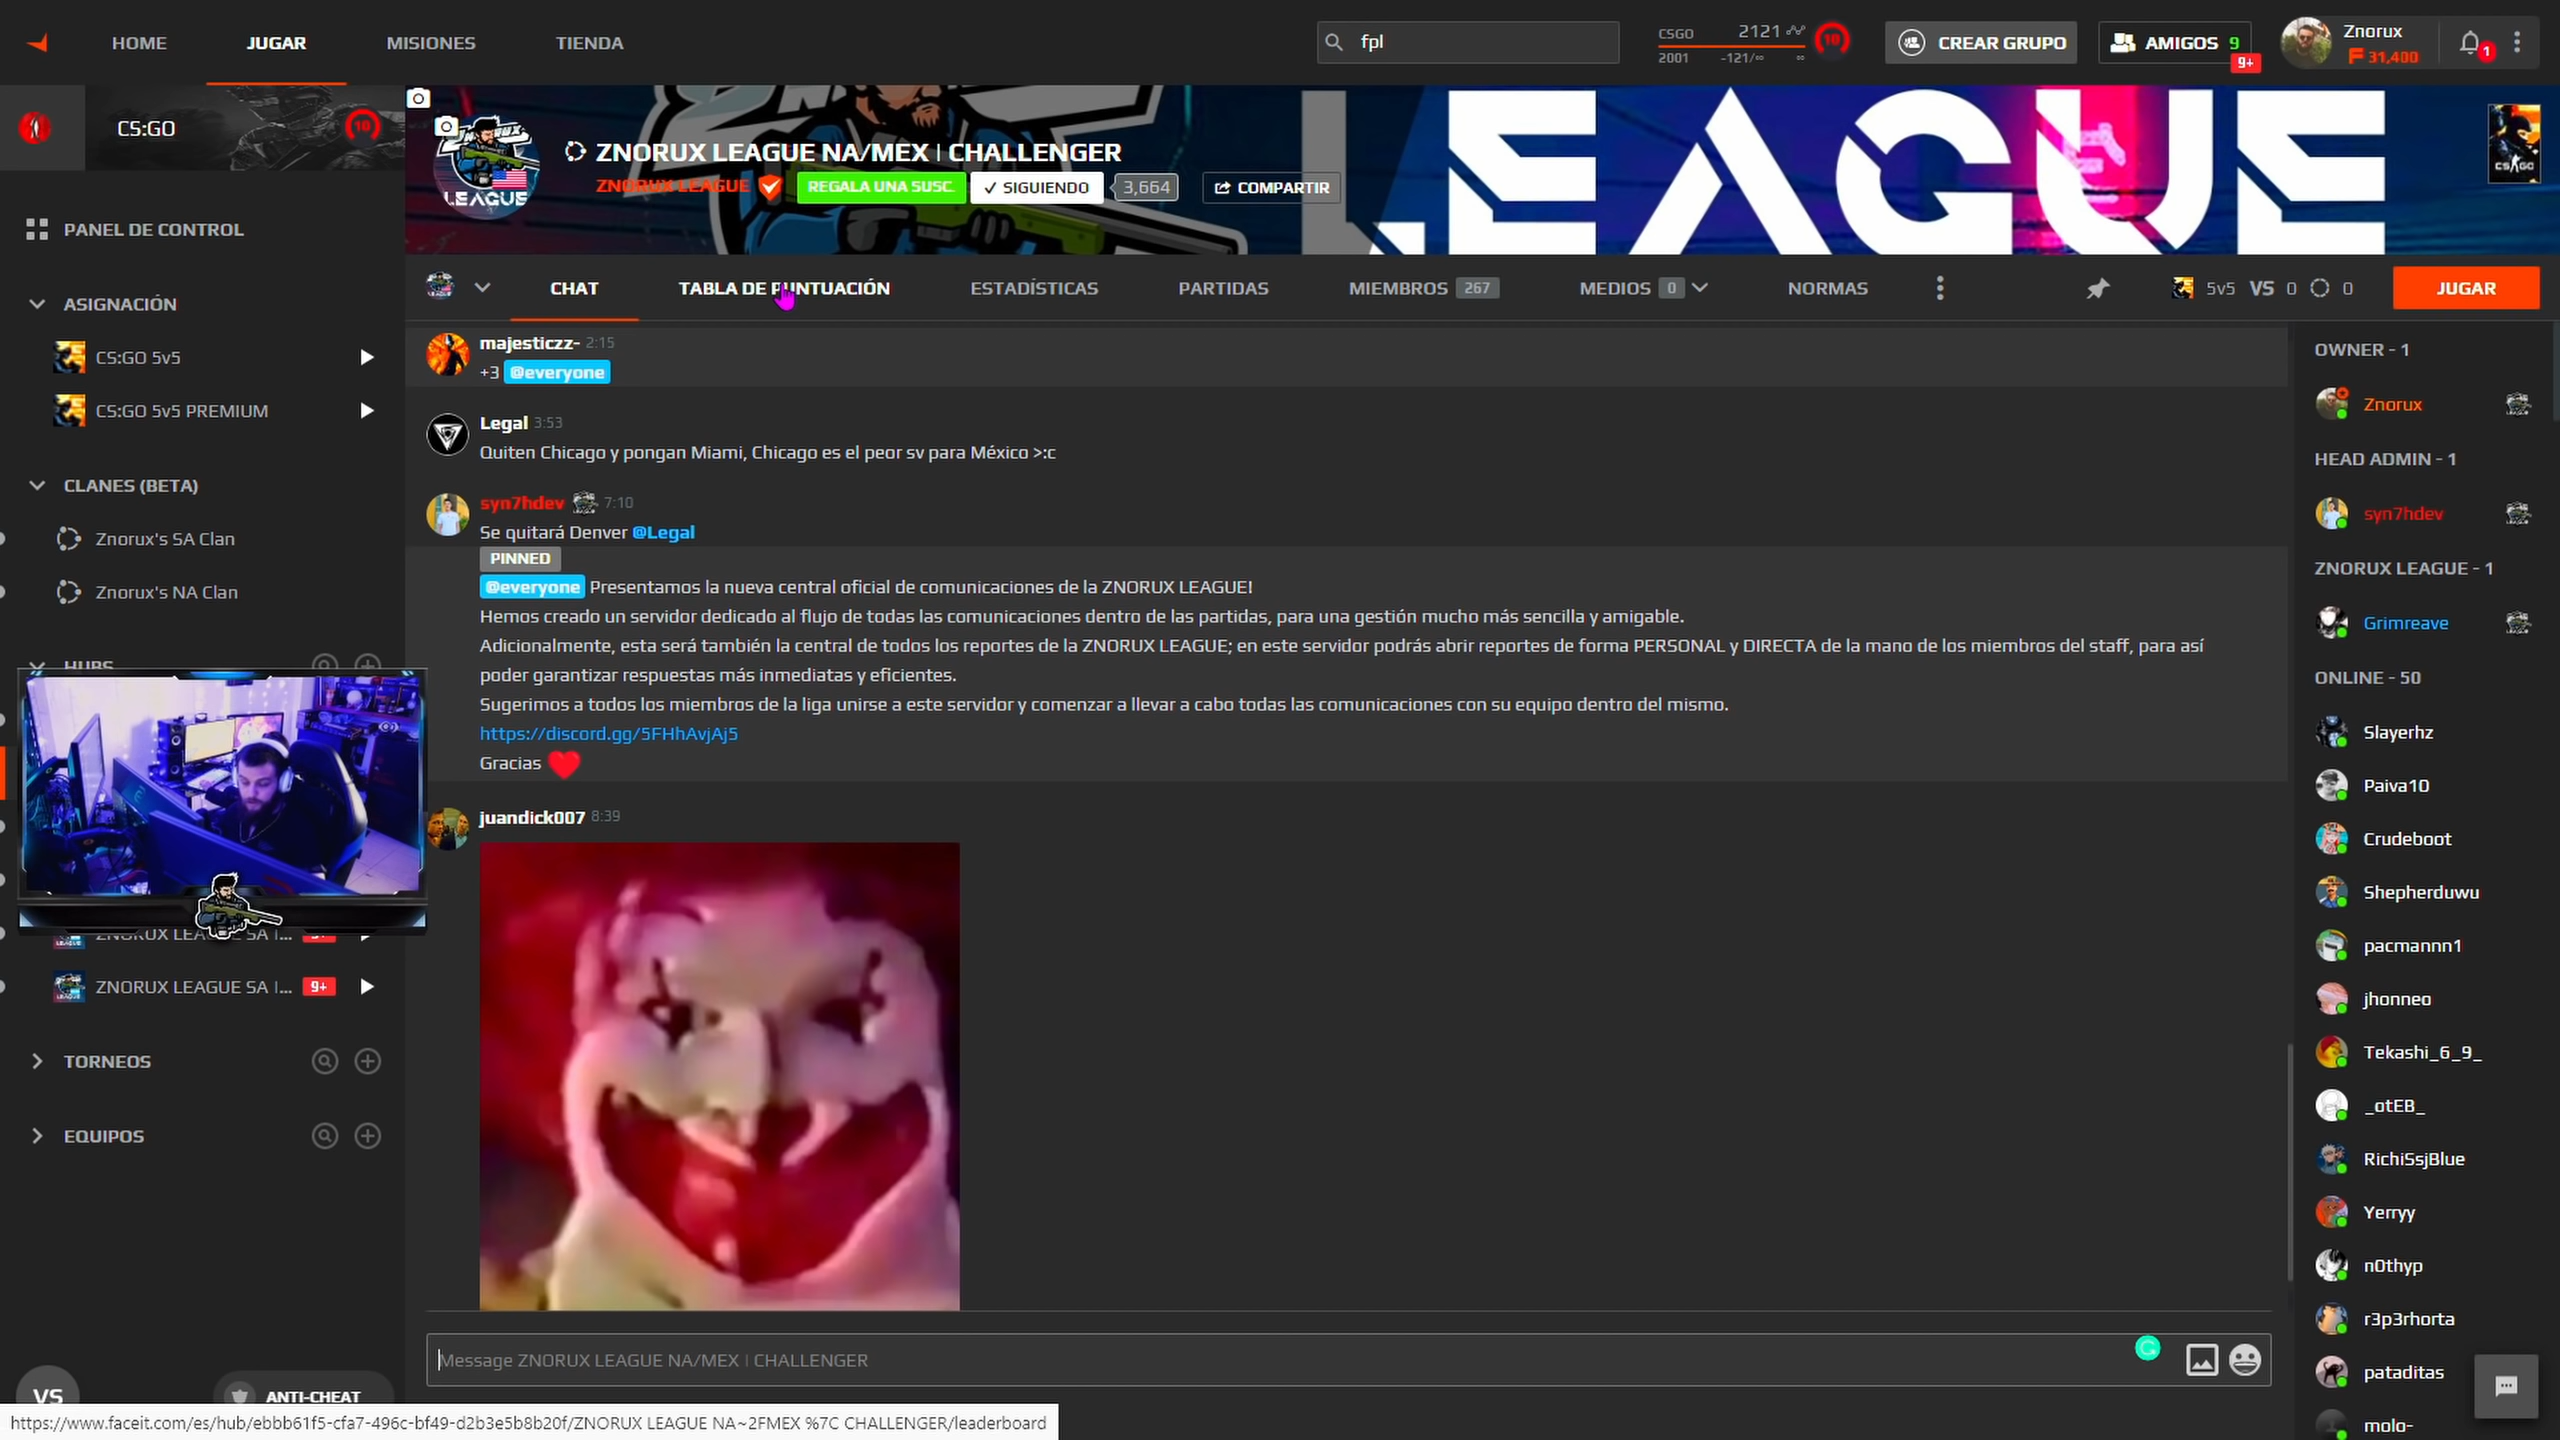 HOME
JUGAR
MISIONES
TIENDA
fpl
CSGO
2121
2001
-121/∞
∞
10
CREAR GRUPO
AMIGOS 9
9+
Znorux
31,400
1
CS:GO
10
PANEL DE CONTROL
ASIGNACIÓN
CS:GO 5v5
CS:GO 5v5 PREMIUM
CLANES (BETA)
Znorux's SA Clan
Znorux's NA Clan
HUBS
ZNORUX LEAGUE SA |...
9+
ZNORUX LEAGUE SA |...
9+
TORNEOS
EQUIPOS
VS
ANTI-CHEAT
LEAGUE
LEAGUE
CS:GO
ZNORUX LEAGUE NA/MEX | CHALLENGER
ZNORUX LEAGUE
REGALA UNA SUSC.
✓ SIGUIENDO
3,664
COMPARTIR
CHAT
TABLA DE PUNTUACIÓN
ESTADÍSTICAS
PARTIDAS
MIEMBROS 267
MEDIOS 0
NORMAS
5v5 VS 0 0
JUGAR
majesticzz- 2:15
+3 @everyone
Legal 3:53
Quiten Chicago y pongan Miami, Chicago es el peor sv para México >:c
syn7hdev 7:10
Se quitará Denver @Legal
PINNED
@everyone Presentamos la nueva central oficial de comunicaciones de la ZNORUX LEAGUE!
Hemos creado un servidor dedicado al flujo de todas las comunicaciones dentro de las partidas, para una gestión mucho más sencilla y amigable.
Adicionalmente, esta será también la central de todos los reportes de la ZNORUX LEAGUE; en este servidor podrás abrir reportes de forma PERSONAL y DIRECTA de la mano de los miembros del staff, para así
poder garantizar respuestas más inmediatas y eficientes.
Sugerimos a todos los miembros de la liga unirse a este servidor y comenzar a llevar a cabo todas las comunicaciones con su equipo dentro del mismo.
https://discord.gg/5FHhAvjAj5
Gracias
juandick007 8:39
Message ZNORUX LEAGUE NA/MEX | CHALLENGER
OWNER - 1
Znorux
HEAD ADMIN - 1
syn7hdev
ZNORUX LEAGUE - 1
Grimreave
ONLINE - 50
Slayerhz
Paiva10
Crudeboot
Shepherduwu
pacmannn1
jhonneo
Tekashi_6_9_
_otEB_
RichiSsjBlue
Yerryy
n0thyp
r3p3rhorta
pataditas
molo-
https://www.faceit.com/es/hub/ebbb61f5-cfa7-496c-bf49-d2b3e5b8b20f/ZNORUX LEAGUE NA~2FMEX %7C CHALLENGER/leaderboard